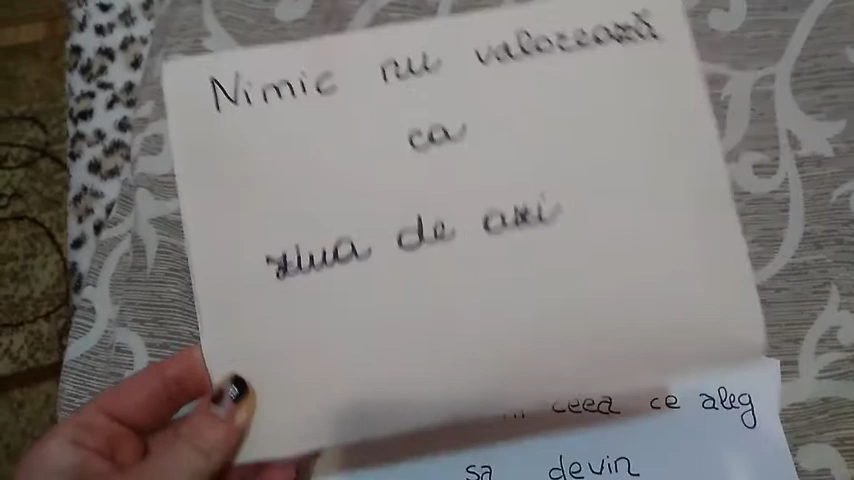 Nimic nu valorează
ca
ziua de azi
... ceea ce aleg
sa devin